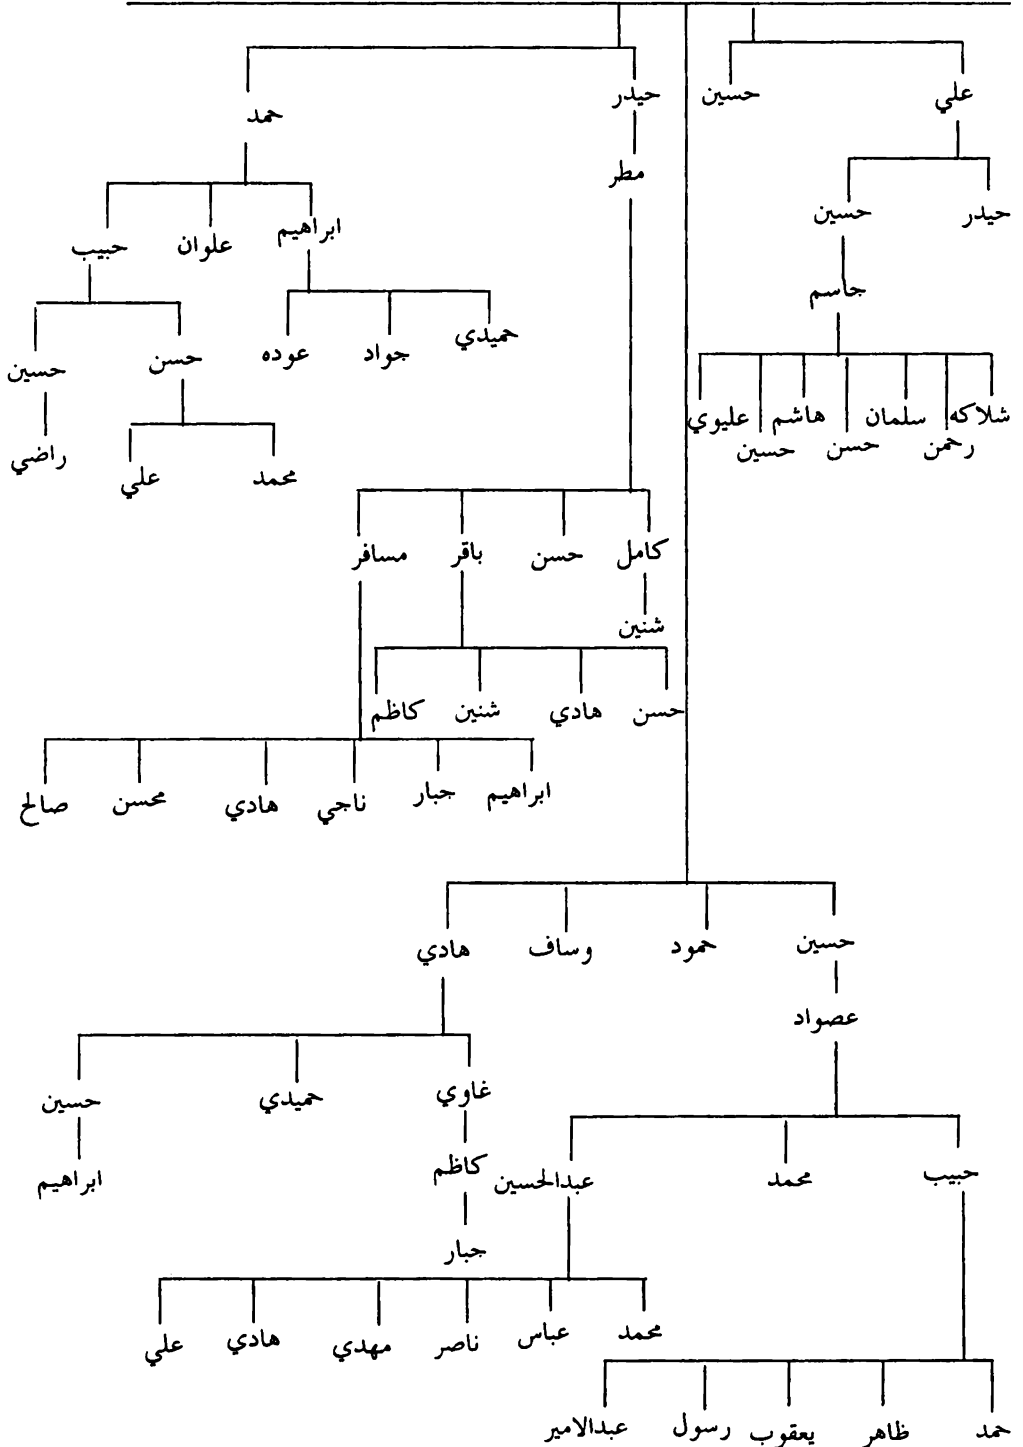 علي حسين حيدر
حمد
مطر
حيدر حسين ابراهيم علوان حبيب
جاسم
حميدي جواد عوده حسن حسين
شلاكه رحمن سلمان حسن هاشم حسين عليوي
محمد علي راضي
كامل حسن باقر مسافر
شنين
حسن هادي شنين كاظم
ابراهيم جبار ناجي هادي محسن صالح
حسين حمود وساف هادي
عصواد
غاوي حميدي حسين
حبيب محمد عبدالحسين كاظم ابراهيم
جبار
محمد عباس ناصر مهدي هادي علي
حمد ظاهر يعقوب رسول عبدالامير